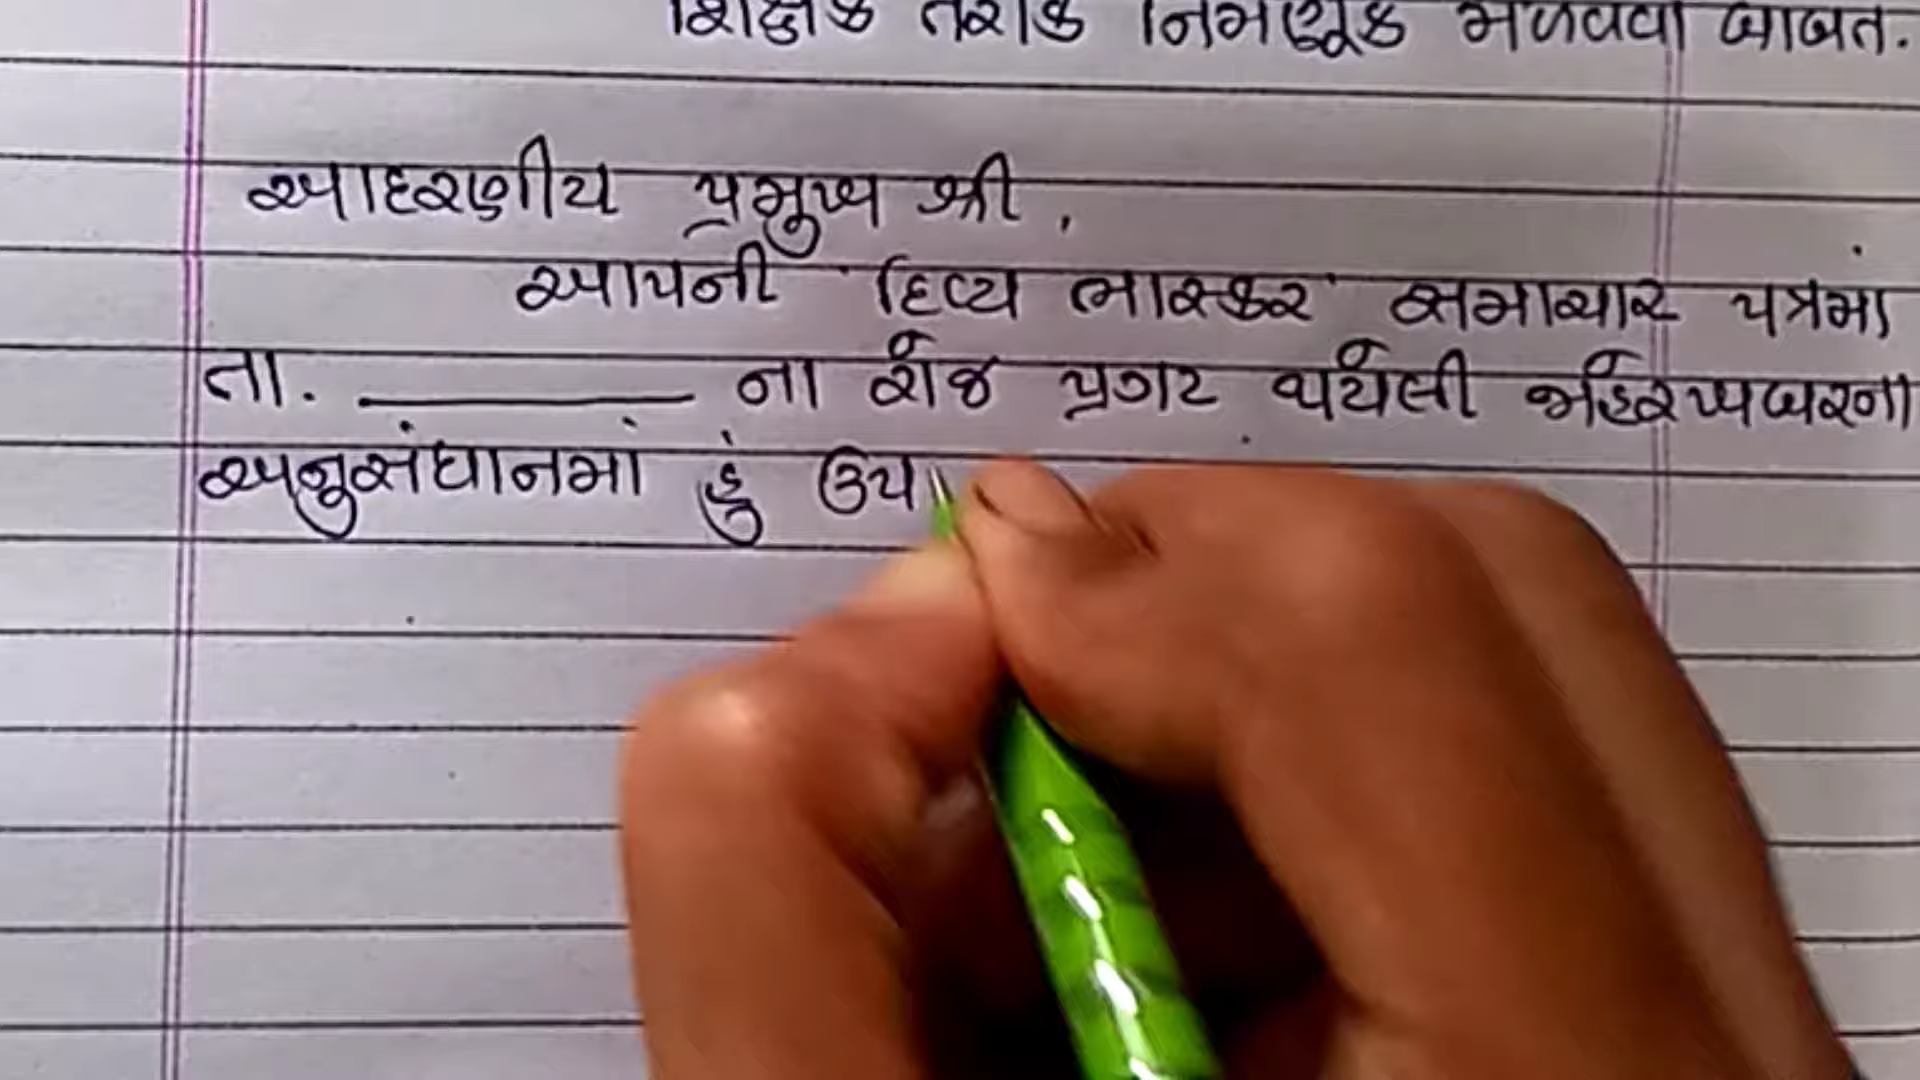 શિક્ષક તરીકે નિમણૂક મેળવવા બાબત.
આદરણીય પ્રમુખ શ્રી,
આપની 'દિવ્ય ભાસ્કર' સમાચાર પત્રમાં
તા. ________ ના રોજ પ્રગટ થયેલી જાહેરખબરના
અનુસંધાનમાં હું ઉપ